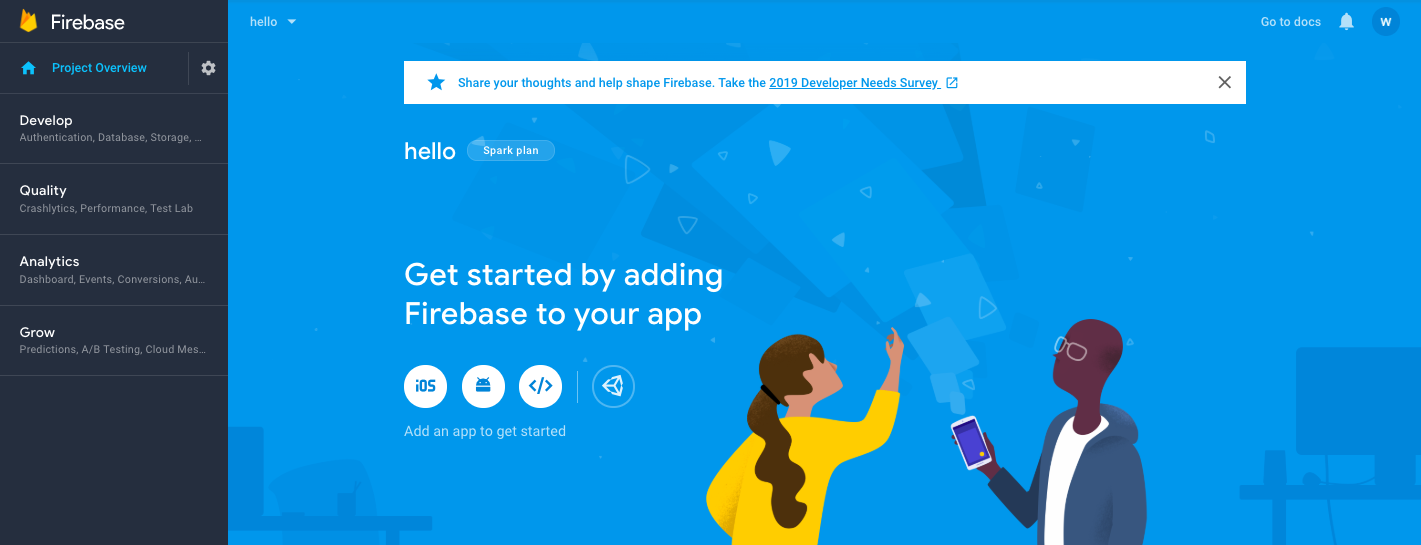 Firebase
Project Overview
Develop
Authentication, Database, Storage, ...
Quality
Crashlytics, Performance, Test Lab
Analytics
Dashboard, Events, Conversions, Au...
Grow
Predictions, A/B Testing, Cloud Mes...
hello
Go to docs
W
Share your thoughts and help shape Firebase. Take the 2019 Developer Needs Survey
hello
Spark plan
Get started by adding
Firebase to your app
iOS
</>
Add an app to get started